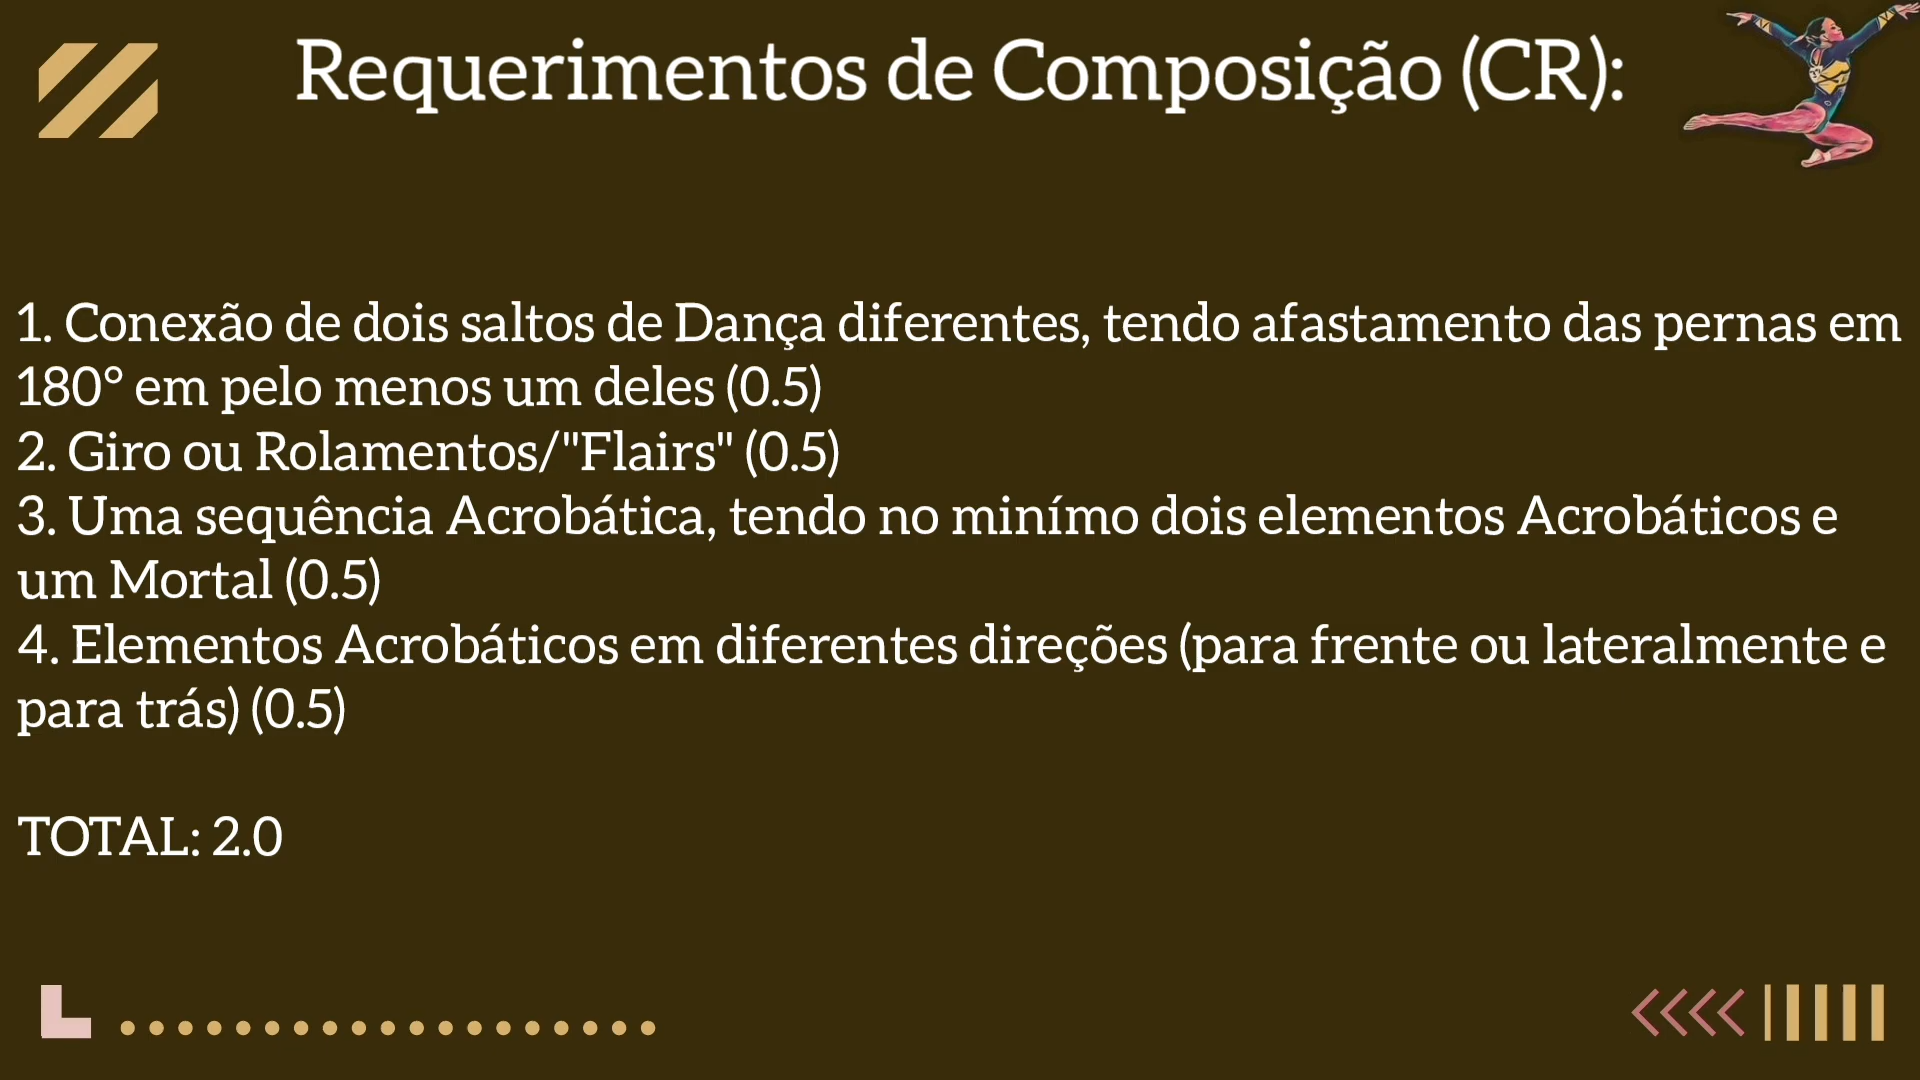 Requerimentos de Composição (CR):
1. Conexão de dois saltos de Dança diferentes, tendo afastamento das pernas em
180° em pelo menos um deles (0.5)
2. Giro ou Rolamentos/"Flairs" (0.5)
3. Uma sequência Acrobática, tendo no minímo dois elementos Acrobáticos e
um Mortal (0.5)
4. Elementos Acrobáticos em diferentes direções (para frente ou lateralmente e
para trás) (0.5)
TOTAL: 2.0